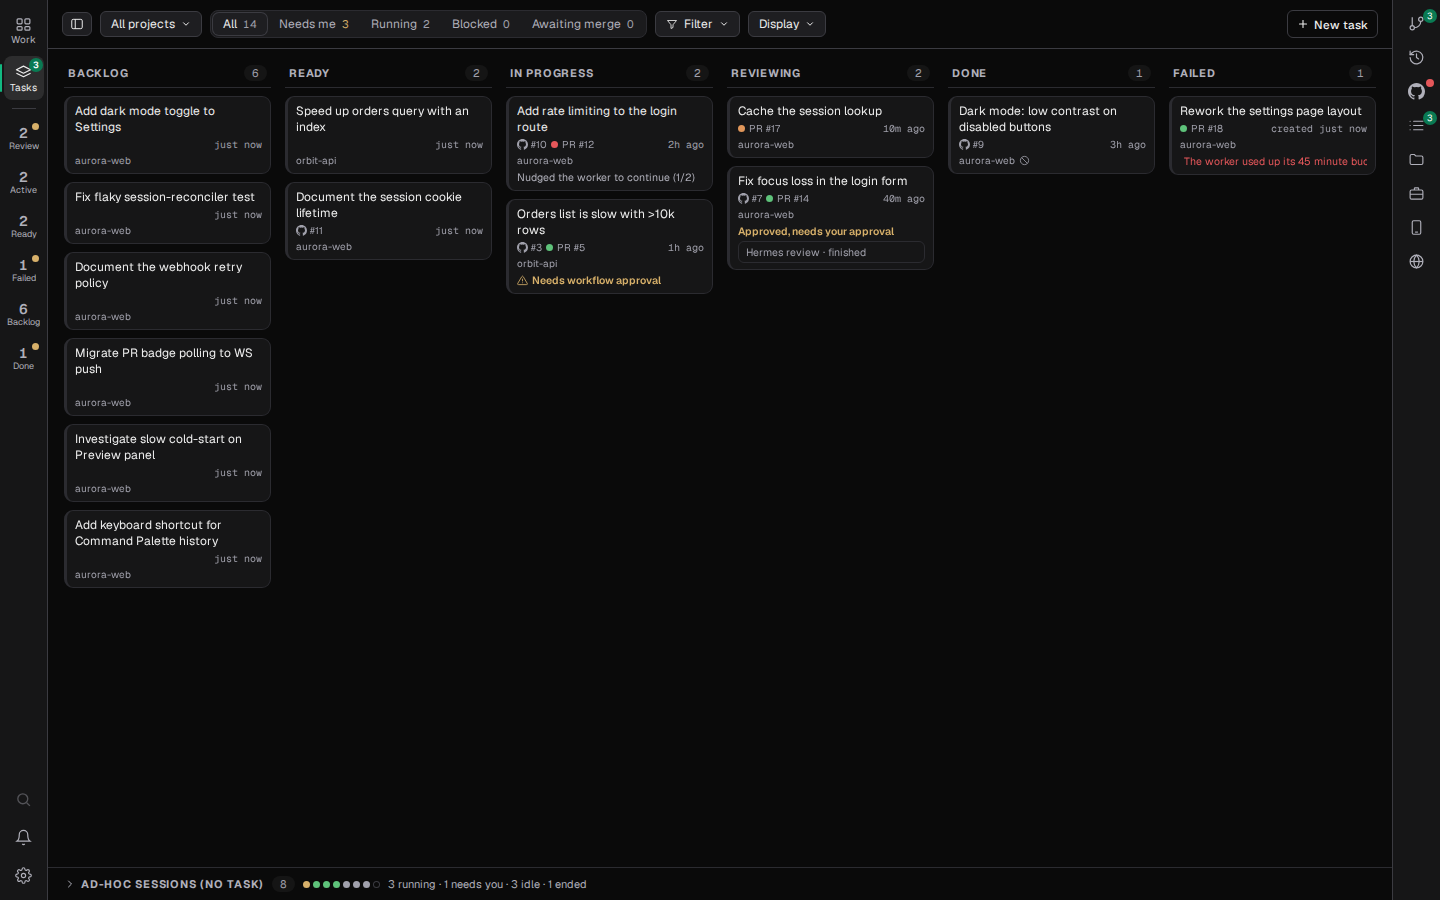 Work
Tasks
3
2
Review
2
Active
2
Ready
1
Failed
6
Backlog
1
Done
All projects
All 14
Needs me 3
Running 2
Blocked 0
Awaiting merge 0
Filter
Display
+ New task
BACKLOG 6
Add dark mode toggle to
Settings
just now
aurora-web
Fix flaky session-reconciler test
just now
aurora-web
Document the webhook retry
policy
just now
aurora-web
Migrate PR badge polling to WS
push
just now
aurora-web
Investigate slow cold-start on
Preview panel
just now
aurora-web
Add keyboard shortcut for
Command Palette history
just now
aurora-web
READY 2
Speed up orders query with an
index
just now
orbit-api
Document the session cookie
lifetime
#11 just now
aurora-web
IN PROGRESS 2
Add rate limiting to the login
route
#10 PR #12 2h ago
aurora-web
Nudged the worker to continue (1/2)
Orders list is slow with >10k
rows
#3 PR #5 1h ago
orbit-api
Needs workflow approval
REVIEWING 2
Cache the session lookup
PR #17 10m ago
aurora-web
Fix focus loss in the login form
#7 PR #14 40m ago
aurora-web
Approved, needs your approval
Hermes review · finished
DONE 1
Dark mode: low contrast on
disabled buttons
#9 3h ago
aurora-web
FAILED 1
Rework the settings page layout
PR #18 created just now
aurora-web
The worker used up its 45 minute
AD-HOC SESSIONS (NO TASK) 8
3 running · 1 needs you · 3 idle · 1 ended
3
3